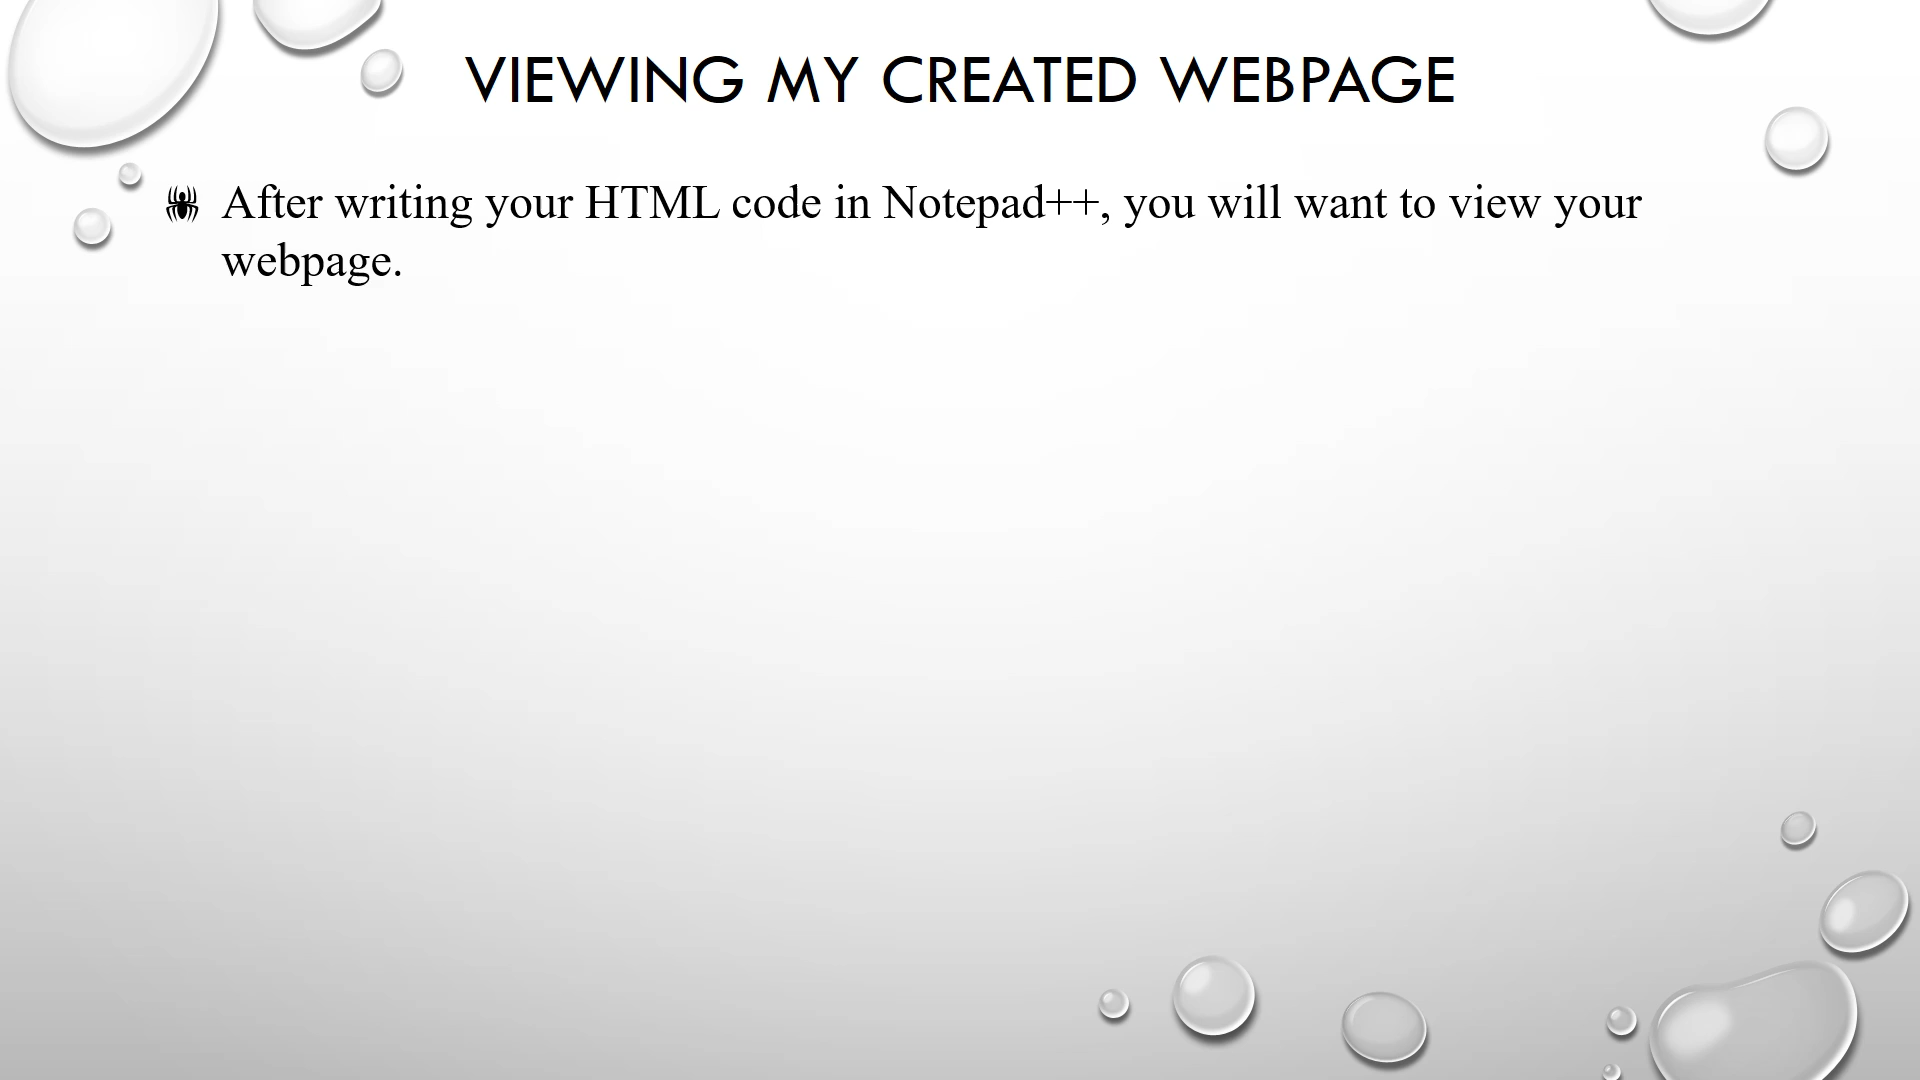 VIEWING MY CREATED WEBPAGE
After writing your HTML code in Notepad++, you will want to view your
webpage.